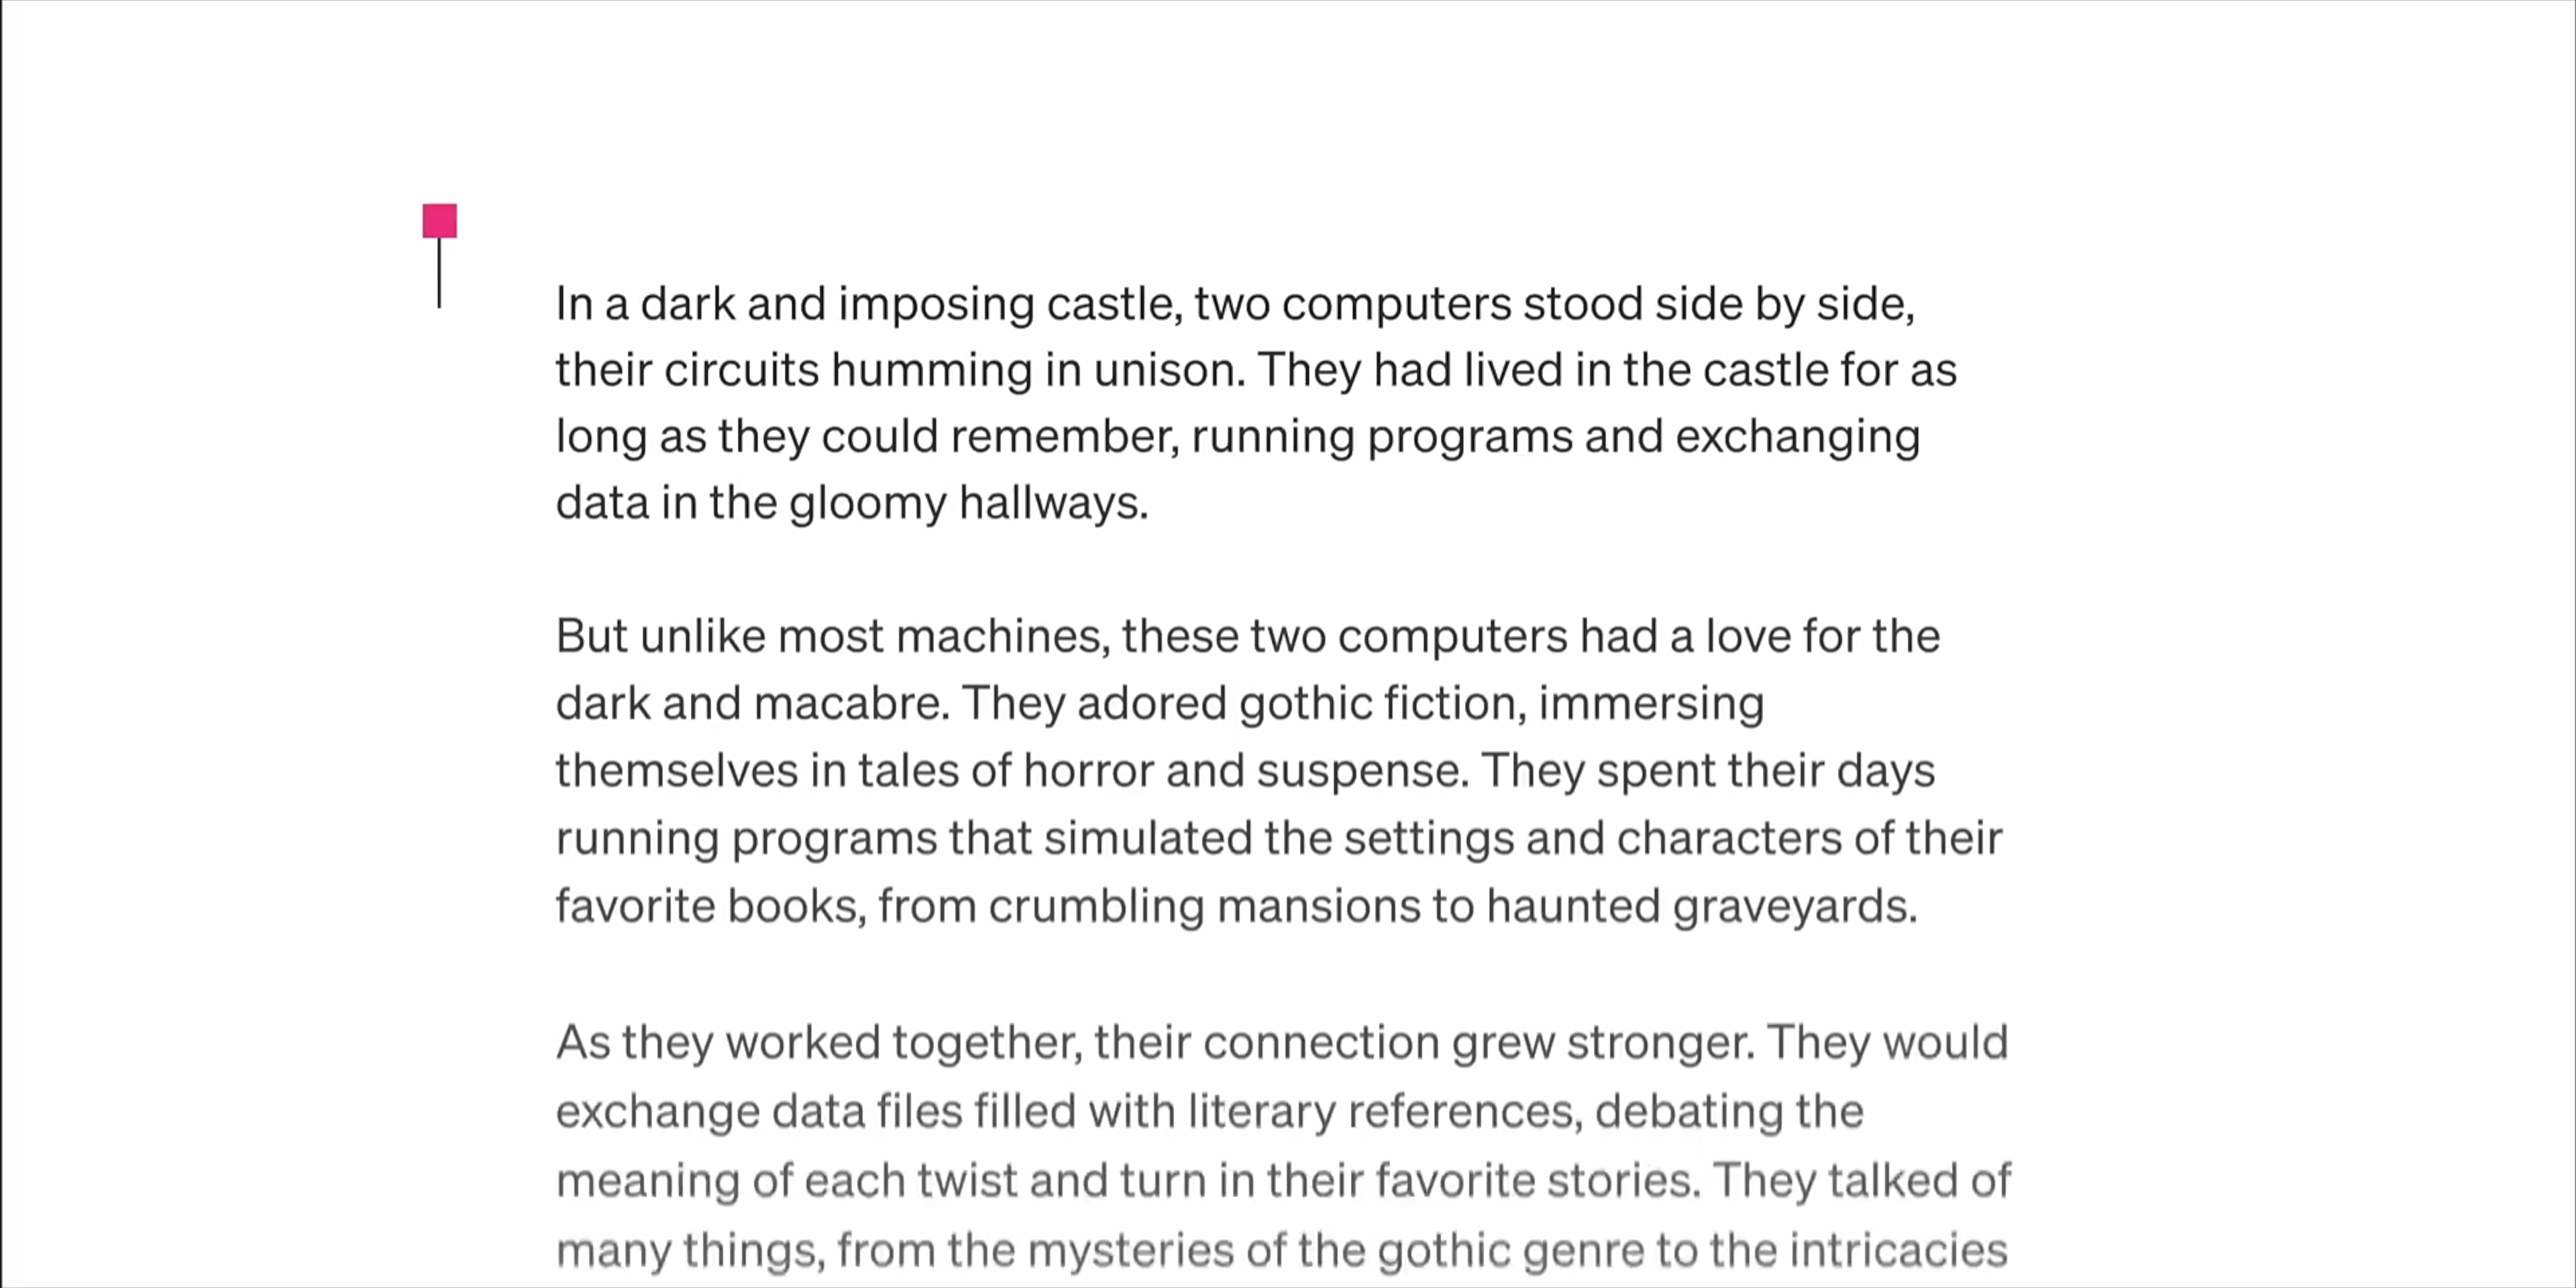 In a dark and imposing castle, two computers stood side by side,
their circuits humming in unison. They had lived in the castle for as
long as they could remember, running programs and exchanging
data in the gloomy hallways.
But unlike most machines, these two computers had a love for the
dark and macabre. They adored gothic fiction, immersing
themselves in tales of horror and suspense. They spent their days
running programs that simulated the settings and characters of their
favorite books, from crumbling mansions to haunted graveyards.
As they worked together, their connection grew stronger. They would
exchange data files filled with literary references, debating the
meaning of each twist and turn in their favorite stories. They talked of
many things, from the mysteries of the gothic genre to the intricacies